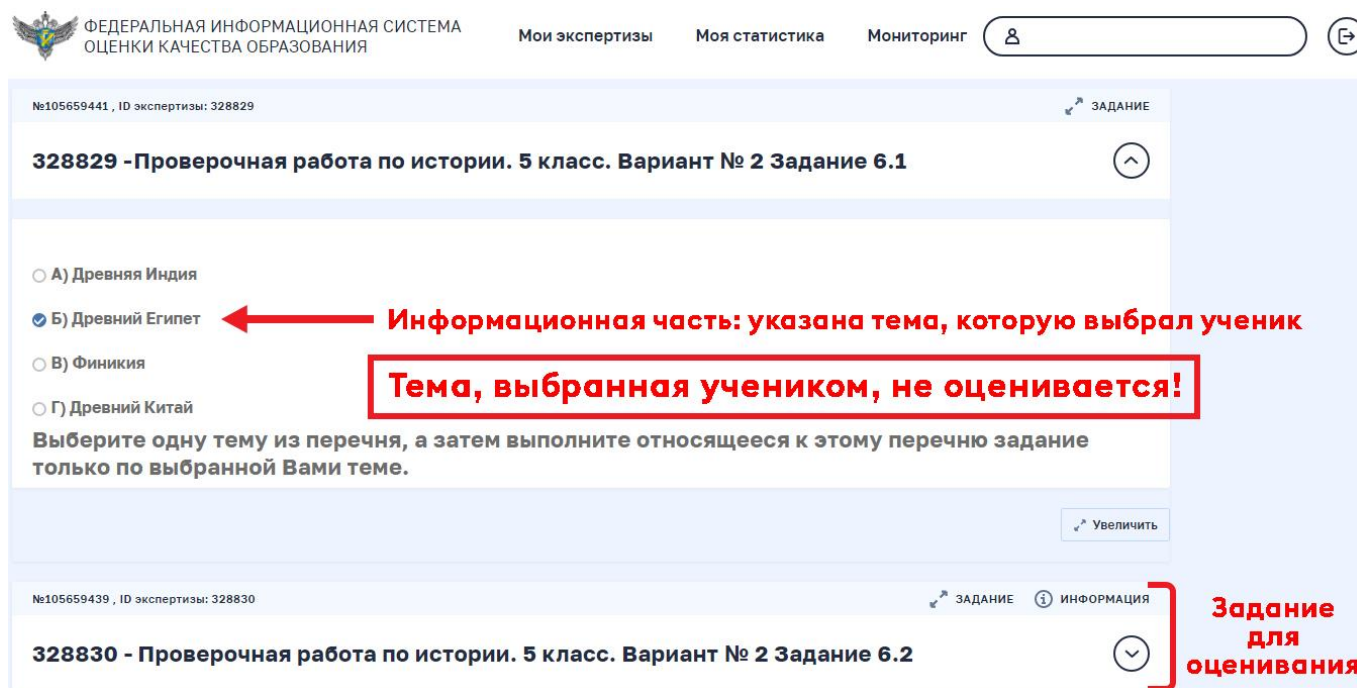 ФЕДЕРАЛЬНАЯ ИНФОРМАЦИОННАЯ СИСТЕМА
ОЦЕНКИ КАЧЕСТВА ОБРАЗОВАНИЯ
Мои экспертизы Моя статистика Мониторинг
№105659441 , ID экспертизы: 328829 ЗАДАНИЕ
328829 -Проверочная работа по истории. 5 класс. Вариант № 2 Задание 6.1
А) Древняя Индия
Б) Древний Египет
Информационная часть: указана тема, которую выбрал ученик
В) Финикия
Тема, выбранная учеником, не оценивается!
Г) Древний Китай
Выберите одну тему из перечня, а затем выполните относящееся к этому перечню задание
только по выбранной Вами теме.
Увеличить
№105659439 , ID экспертизы: 328830 ЗАДАНИЕ ИНФОРМАЦИЯ
328830 - Проверочная работа по истории. 5 класс. Вариант № 2 Задание 6.2
Задание
для
оценивания